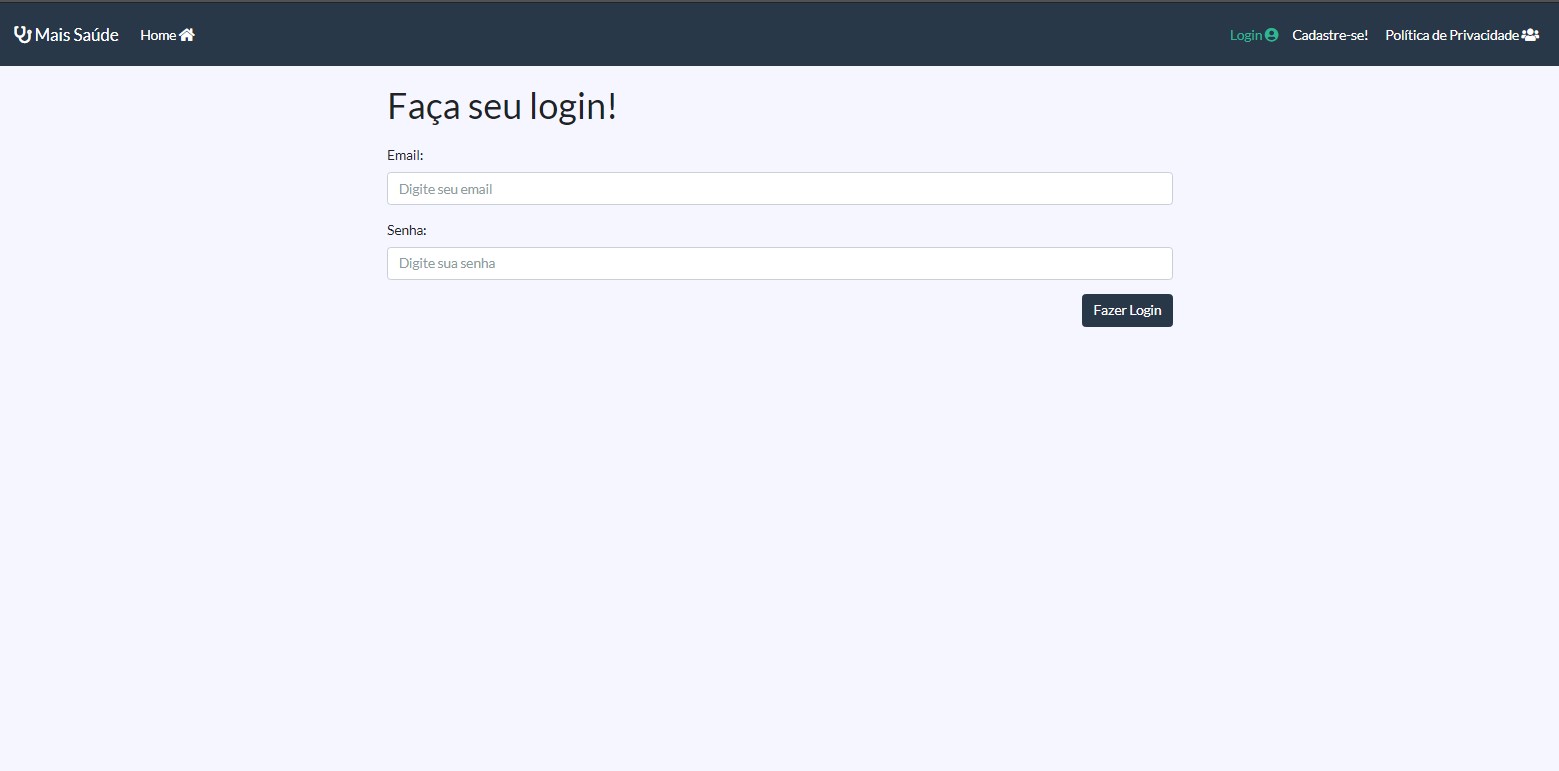 Mais Saúde Home Login Cadastre-se! Política de Privacidade
Faça seu login!
Email:
Digite seu email
Senha:
Digite sua senha
Fazer Login